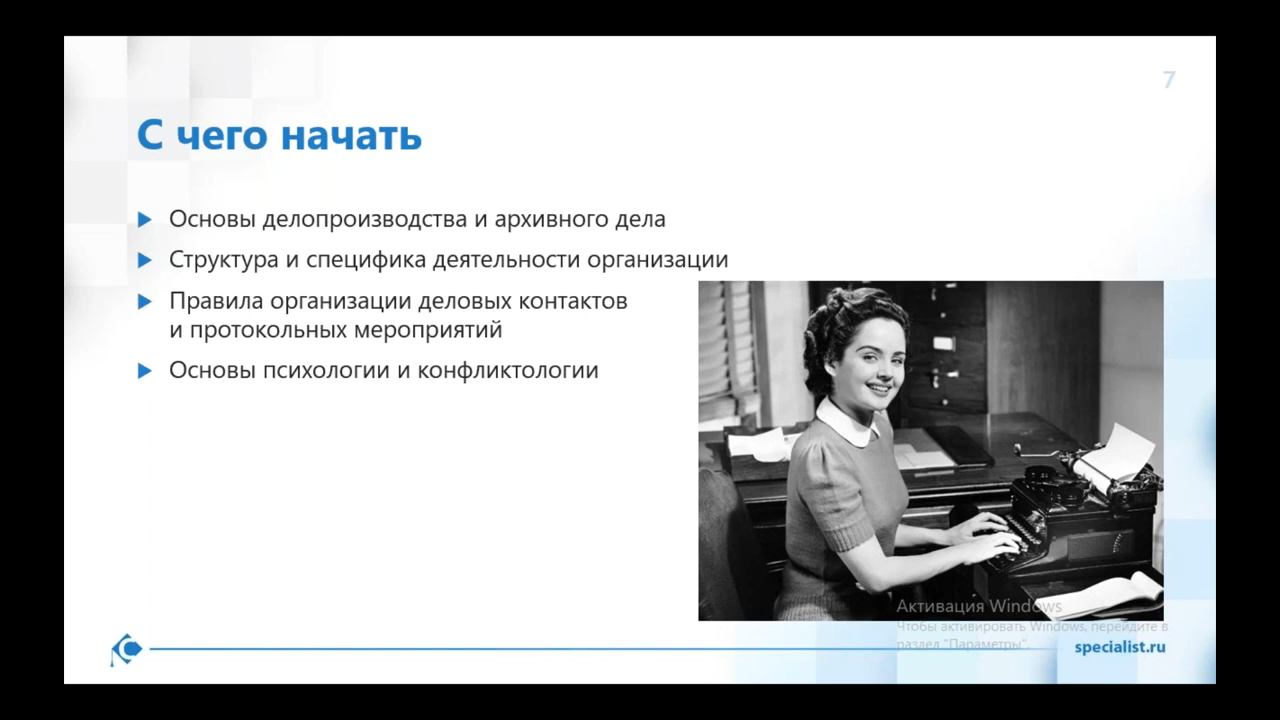 7
С чего начать
Основы делопроизводства и архивного дела
Структура и специфика деятельности организации
Правила организации деловых контактов
и протокольных мероприятий
Основы психологии и конфликтологии
Активация Windows
Чтобы активировать Windows, перейдите в
раздел "Параметры".
specialist.ru